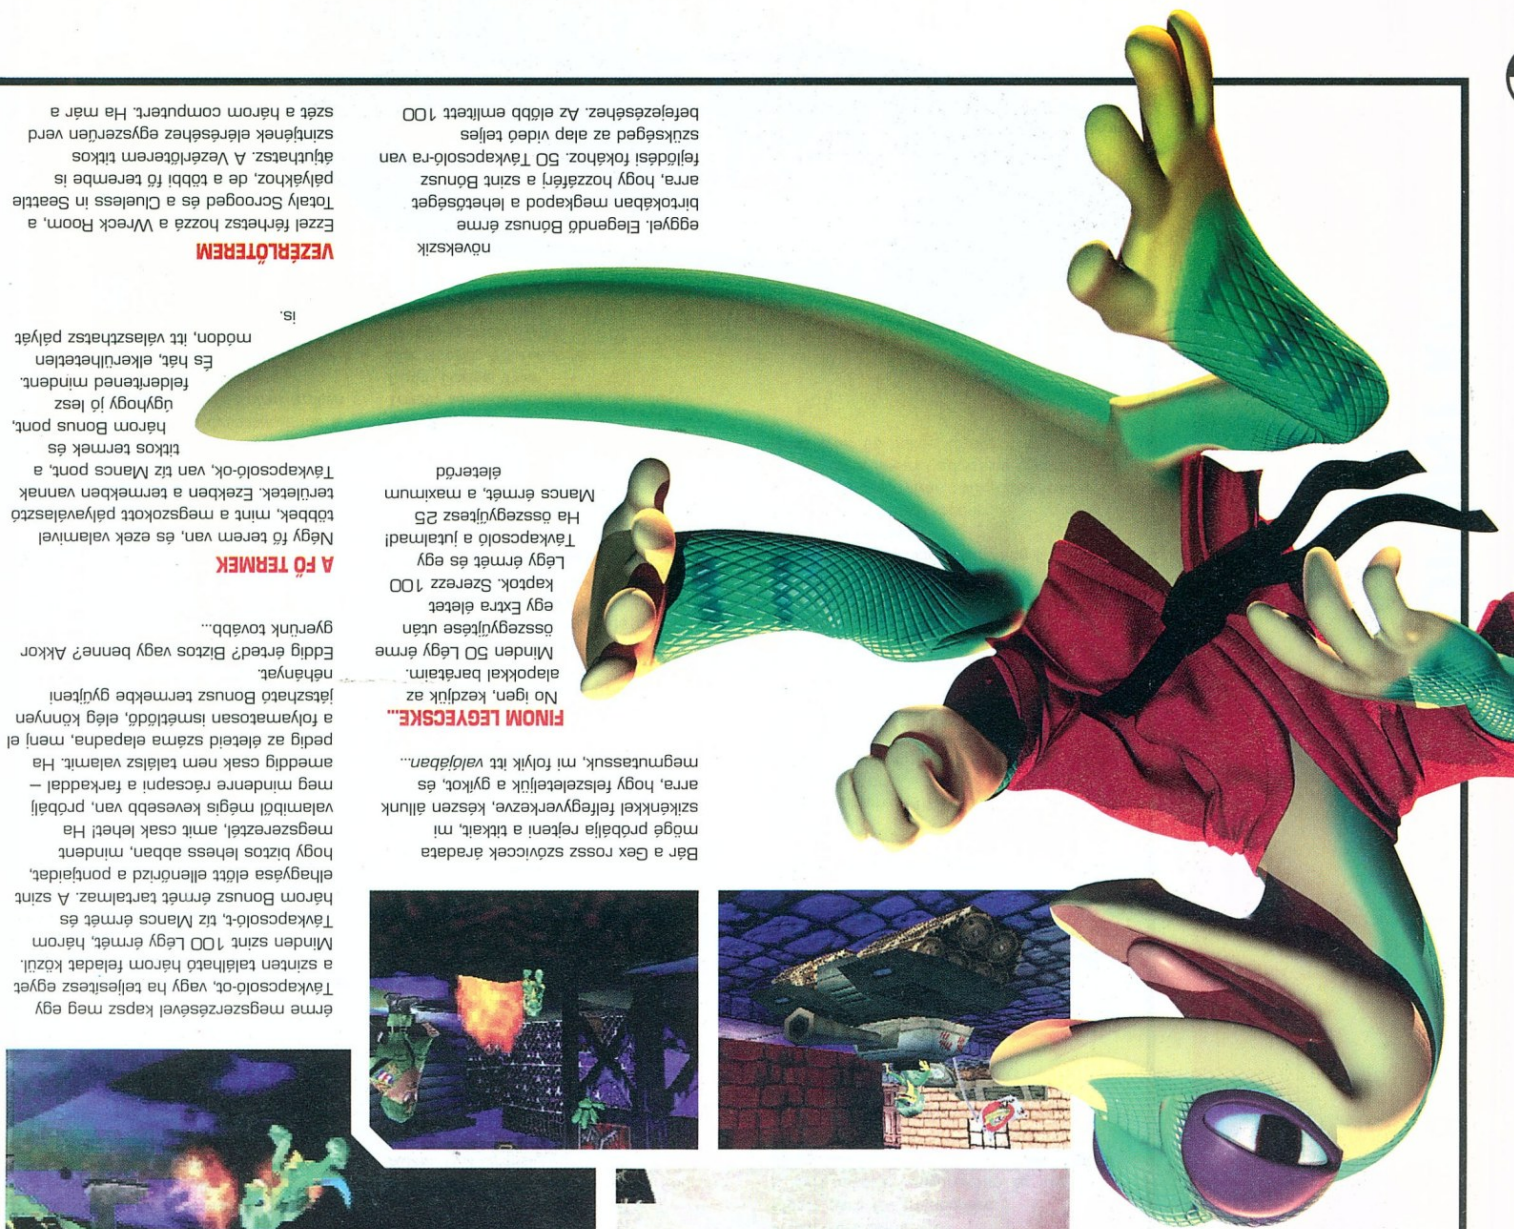 Bár a Gex rossz szóviccek áradata
mögé próbálja rejteni a titkait, mi
szikénkkel felfegyverkezve, készen állunk
arra, hogy felszeleteljük a gyíkot, és
megmutassuk, mi folyik itt valójában...
FINOM LEGYECSKE...
No igen, kezdjük az
alapokkal barátaim.
Minden 50 Légy érme
összegyűjtése után
egy Extra életet
kaptok. Szerezz 100
Légy érmét és egy
Távkapcsoló a jutalmad!
Ha összegyűjtesz 25
Mancs érmét, a maximum
életerőd
növekszik
eggyel. Elegendő Bónusz érme
birtokában megkapod a lehetőséget
arra, hogy hozzáférj a szint Bónusz
fejlődési fokához. 50 Távkapcsoló-ra van
szükséged az alap videó teljes
befejezéséhez. Az előbb említett 100
érme megszerzésével kapsz meg egy
Távkapcsoló-ot, vagy ha teljesítesz egyet
a szinten található három feladat közül.
Minden szint 100 Légy érmét, három
Távkapcsoló-t, tíz Mancs érmét és
három Bonusz érmét tartalmaz. A szint
elhagyása előtt ellenőrizd a pontjaidat,
hogy biztos lehess abban, mindent
megszereztél, amit csak lehet! Ha
valamiből mégis kevesebb van, próbálj
meg mindenre rácsapni a farkaddal –
ameddig csak nem találsz valamit. Ha
pedig az életeid száma elapadna, menj el
a folyamatosan ismétlődő, elég könnyen
játszható Bonusz termekbe gyűjteni
néhányat.
Eddig érted? Biztos vagy benne? Akkor
gyerünk tovább...
A FŐ TERMEK
Négy fő terem van, és ezek valamivel
többek, mint a megszokott pályaválasztó
területek. Ezekben a termekben vannak
Távkapcsoló-ok, van tíz Mancs pont, a
titkos termek és
három Bonus pont,
úgyhogy jó lesz
felderítened mindent.
És hát, elkerülhetetlen
módon, itt választhatsz pályát
is.
VEZÉRLŐTEREM
Ezzel férhetsz hozzá a Wreck Room, a
Totaly Scrooged és a Clueless in Seattle
pályákhoz, de a többi fő terembe is
átjuthatsz. A Vezérlőterem titkos
szintjének eléréséhez egyszerűen verd
szét a három computert. Ha már a